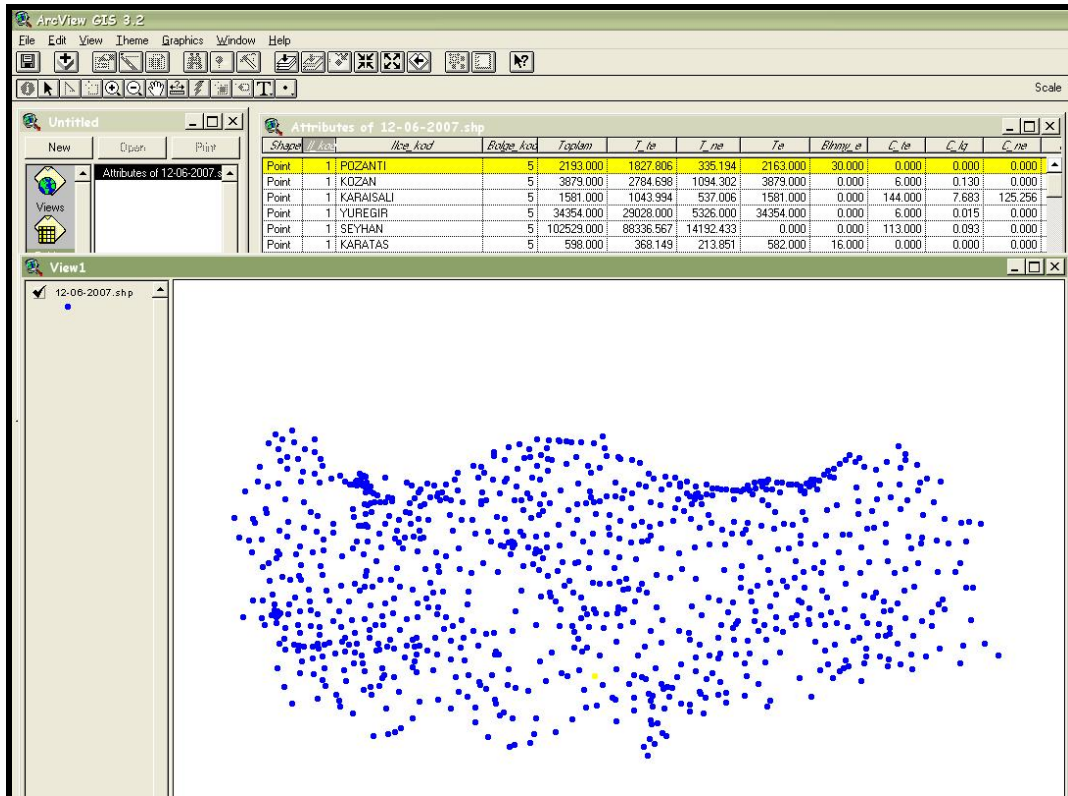 ArcView GIS 3.2
File Edit View Theme Graphics Window Help
Scale
Untitled
New Open Print
Attributes of 12-06-2007.s
Views
Attributes of 12-06-2007.shp
Shape Il_kod Ilce_kod Bolge_kod Toplam T_te T_ne Te Blnmy_e C_te C_lq C_ne
Point 1 POZANTI 5 2193.000 1827.806 335.194 2163.000 30.000 0.000 0.000 0.000
Point 1 KOZAN 5 3879.000 2784.698 1094.302 3879.000 0.000 6.000 0.130 0.000
Point 1 KARAISALI 5 1581.000 1043.994 537.006 1581.000 0.000 144.000 7.683 125.256
Point 1 YUREGIR 5 34354.000 29028.000 5326.000 34354.000 0.000 6.000 0.015 0.000
Point 1 SEYHAN 5 102529.000 88336.567 14192.433 0.000 0.000 113.000 0.093 0.000
Point 1 KARATAS 5 598.000 368.149 213.851 582.000 16.000 0.000 0.000 0.000
View1
12-06-2007.shp